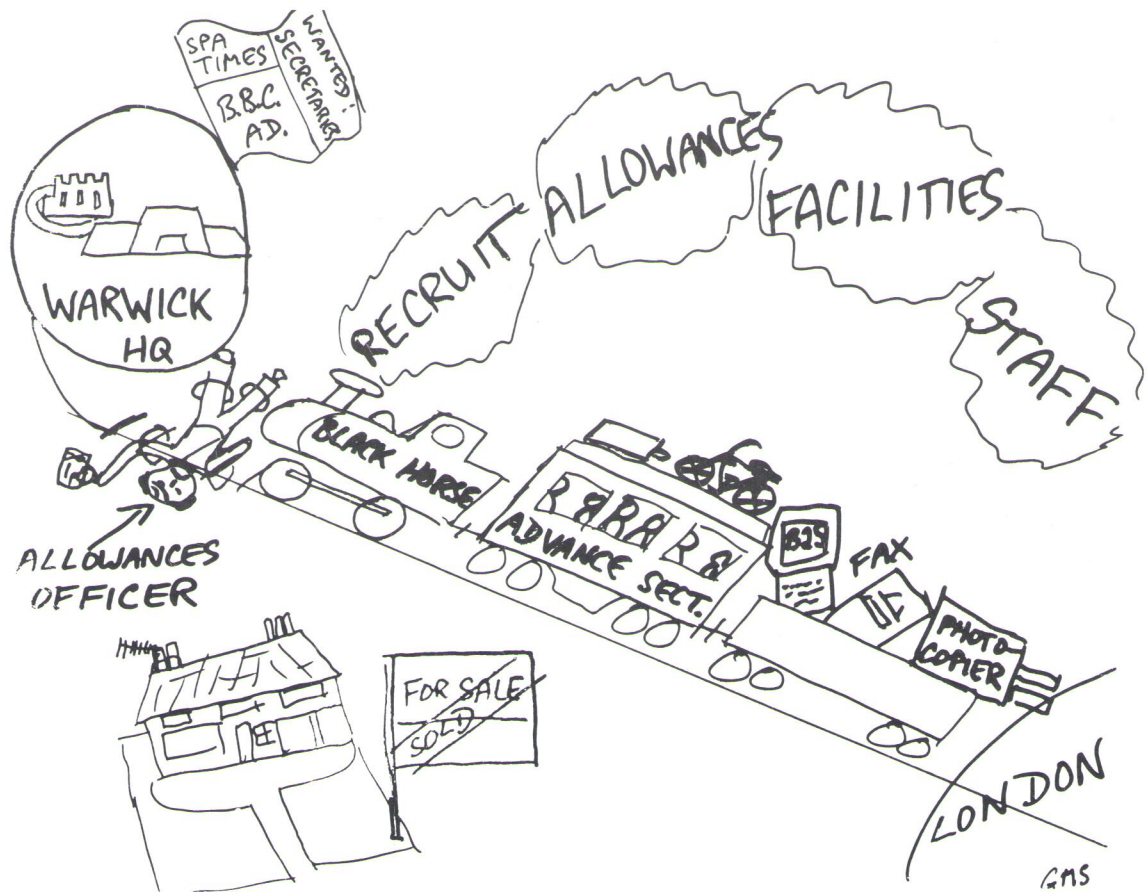 SPA
TIMES
B.B.C.
AD.
WANTED:
SECRETARIES
WARWICK
HQ
RECRUIT
ALLOWANCES
FACILITIES
STAFF
BLACK HORSE
ADVANCE SECT.
B25
FAX
PHOTO-
COPIER
ALLOWANCES
OFFICER
FOR SALE
SOLD
LONDON
GMS